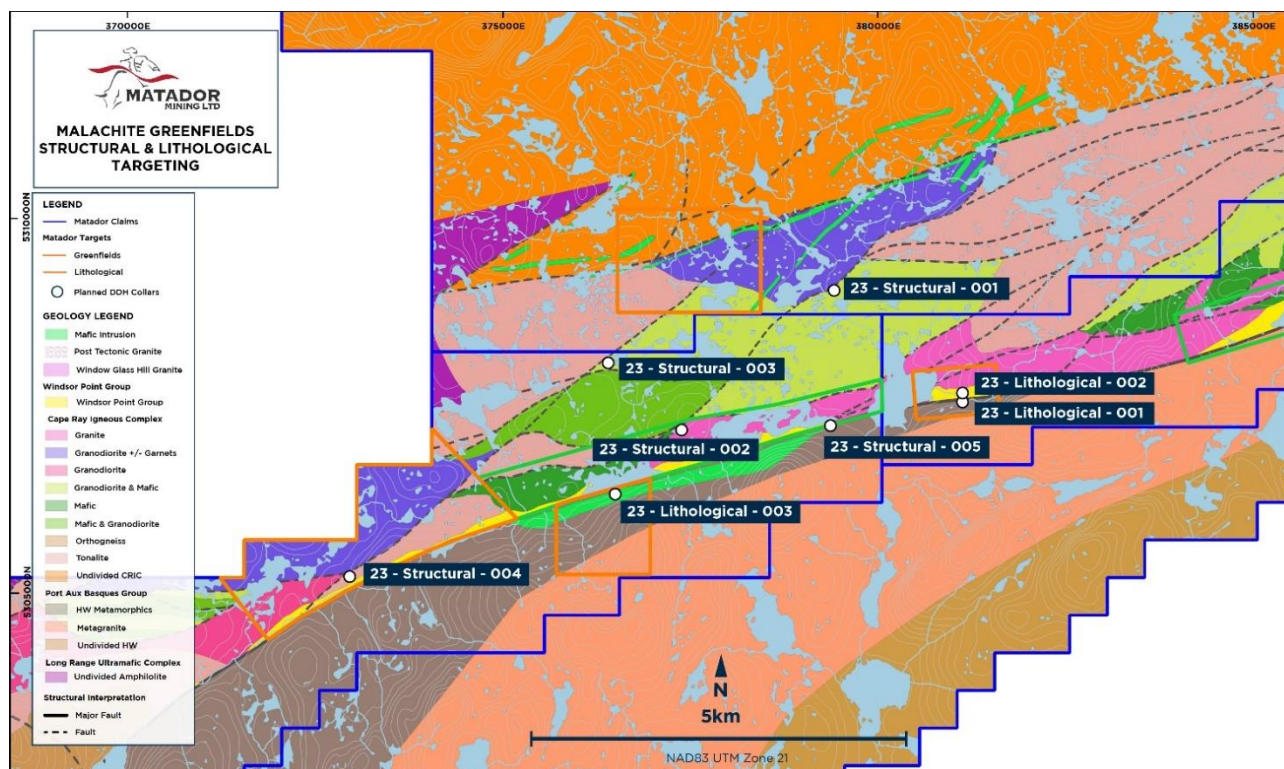 370000E
375000E
380000E
385000E
MATADOR
MINING LTD
MALACHITE GREENFIELDS
STRUCTURAL & LITHOLOGICAL
TARGETING
5310000N
LEGEND
Matador Claims
Matador Targets
Greenfields
Lithological
Planned DDH Collars
GEOLOGY LEGEND
Mafic Intrusion
Post Tectonic Granite
Window Glass Hill Granite
Windsor Point Group
Windsor Point Group
Cape Ray Igneous Complex
Granite
Granodiorite +/- Garnets
Granodiorite
Granodiorite & Mafic
Mafic
Mafic & Granodiorite
Orthogneiss
Tonalite
Undivided CRIC
Port Aux Basques Group
HW Metamorphics
Metagranite
Undivided HW
Long Range Ultramafic Complex
Undivided Amphilolite
Structural Interpretation
Major Fault
Fault
5305000N
23 - Structural - 001
23 - Structural - 003
23 - Lithological - 002
23 - Lithological - 001
23 - Structural - 002
23 - Structural - 005
23 - Lithological - 003
23 - Structural - 004
N
5km
NAD83 UTM Zone 21